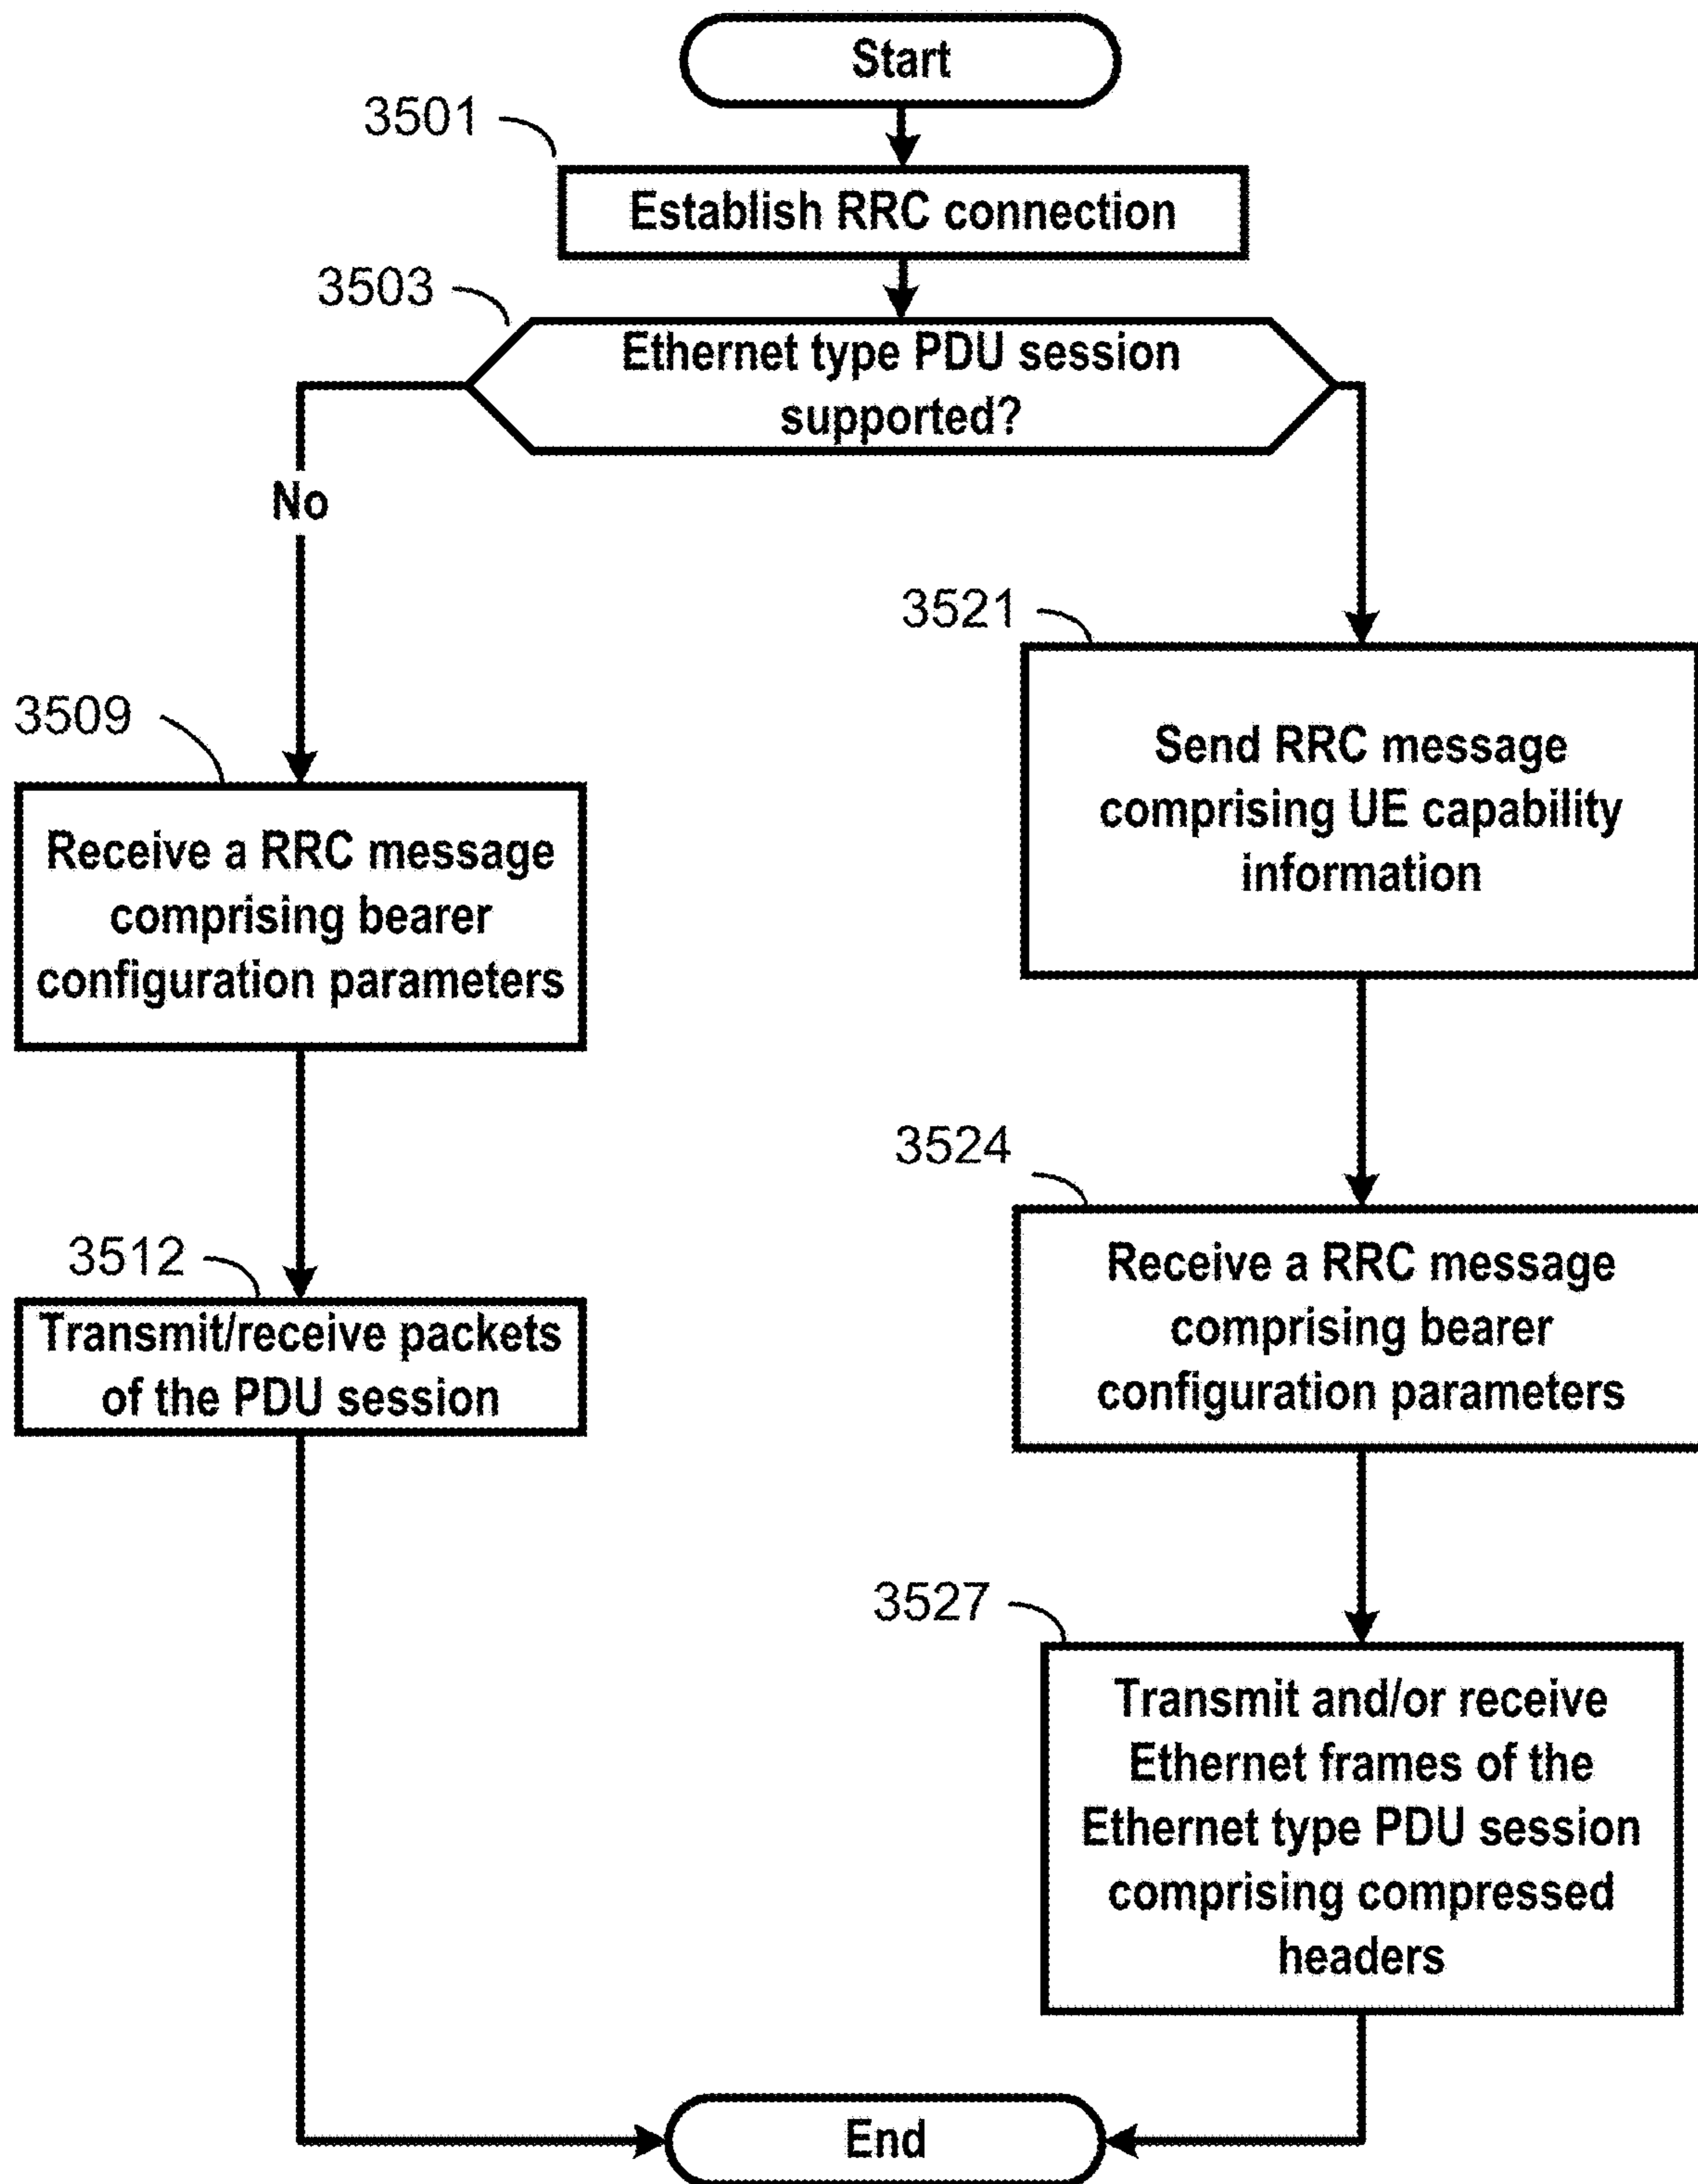 Start
3501
Establish RRC connection
3503
Ethernet type PDU session
supported?
No
3521
Send RRC message
comprising UE capability
information
3509
Receive a RRC message
comprising bearer
configuration parameters
3524
Receive a RRC message
comprising bearer
configuration parameters
3512
Transmit/receive packets
of the PDU session
3527
Transmit and/or receive
Ethernet frames of the
Ethernet type PDU session
comprising compressed
headers
End